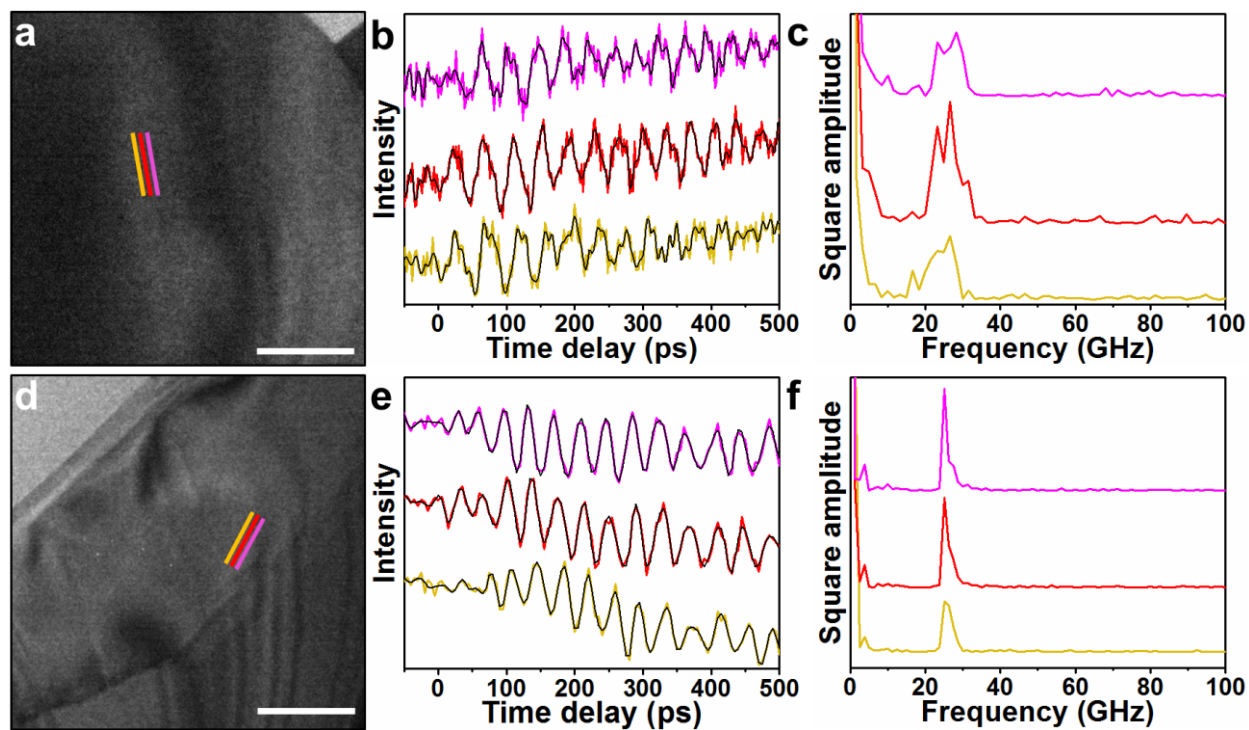 a
b
c
Intensity
Square amplitude
0 100 200 300 400 500
Time delay (ps)
0 20 40 60 80 100
Frequency (GHz)
d
e
f
Intensity
Square amplitude
0 100 200 300 400 500
Time delay (ps)
0 20 40 60 80 100
Frequency (GHz)